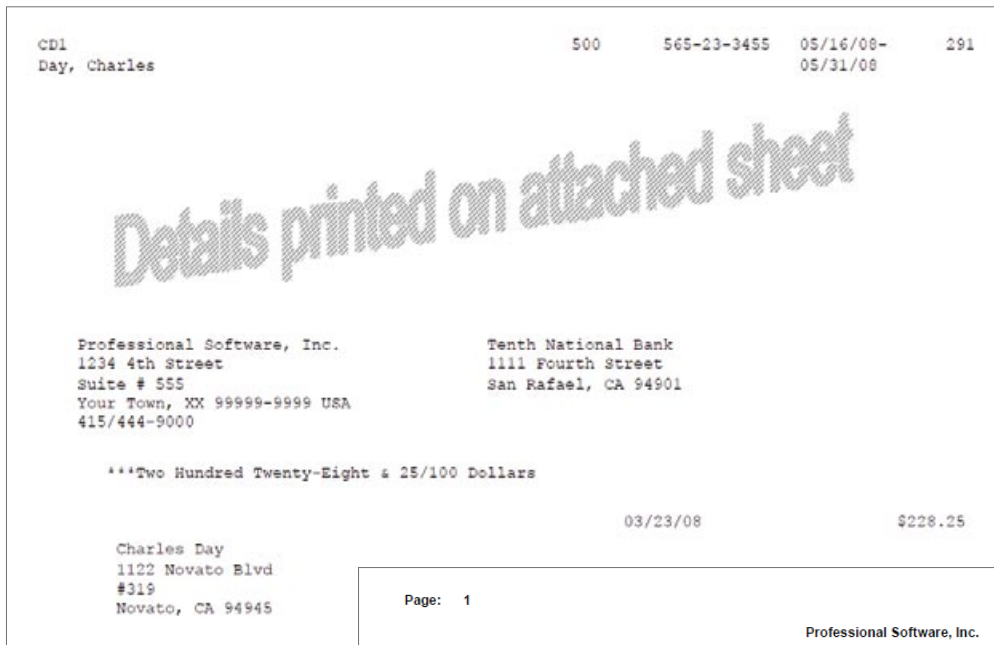 CD1 500 565-23-3455 05/16/08- 291
Day, Charles 05/31/08
Details printed on attached sheet
Professional Software, Inc. Tenth National Bank
1234 4th Street 1111 Fourth Street
Suite # 555 San Rafael, CA 94901
Your Town, XX 99999-9999 USA
415/444-9000
***Two Hundred Twenty-Eight & 25/100 Dollars
03/23/08 $228.25
Charles Day
1122 Novato Blvd
#319
Novato, CA 94945
Page: 1
Professional Software, Inc.